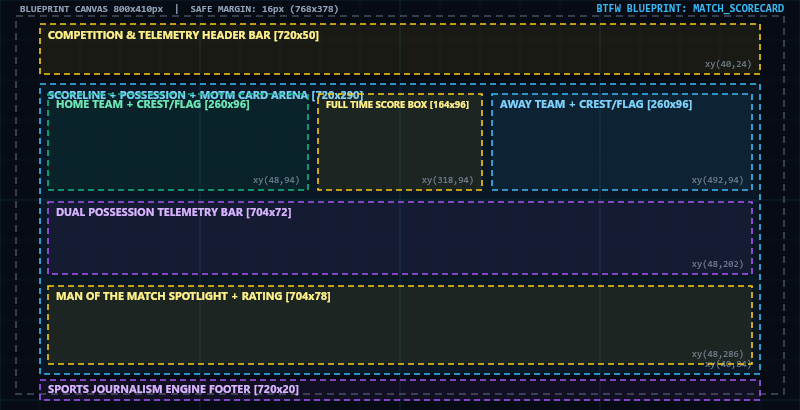 BLUEPRINT CANVAS 800x410px | SAFE MARGIN: 16px (768x378)
BTFW BLUEPRINT: MATCH_SCORECARD
COMPETITION & TELEMETRY HEADER BAR [720x50]
xy(40,24)
SCORELINE + POSSESSION + MOTM CARD ARENA [720x290]
HOME TEAM + CREST/FLAG [260x96]
FULL TIME SCORE BOX [164x96]
AWAY TEAM + CREST/FLAG [260x96]
xy(48,94)
xy(318,94)
xy(492,94)
DUAL POSSESSION TELEMETRY BAR [704x72]
xy(48,202)
MAN OF THE MATCH SPOTLIGHT + RATING [704x78]
xy(48,286)
xy(40,84)
SPORTS JOURNALISM ENGINE FOOTER [720x20]